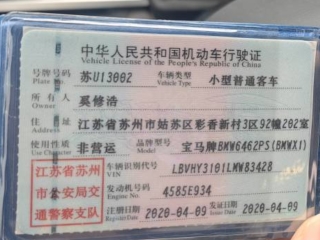 中华人民共和国机动车行驶证
Vehicle License of the People's Republic of China
号牌号码 苏U13002 车辆类型 小型普通客车
Plate No. Vehicle Type
所有人 奚修浩
Owner
住址 江苏省苏州市姑苏区彩香新村3区92幢202室
Address
使用性质 非营运 品牌型号 宝马牌BMW6462PS(BMWX1)
Use Character Model
江苏省苏州市公安局交通警察支队
车辆识别代号 LBVHY3101LMW83428
VIN
发动机号码 4585E934
Engine No.
注册日期 2020-04-09 发证日期 2020-04-09
Register Date Issue Date